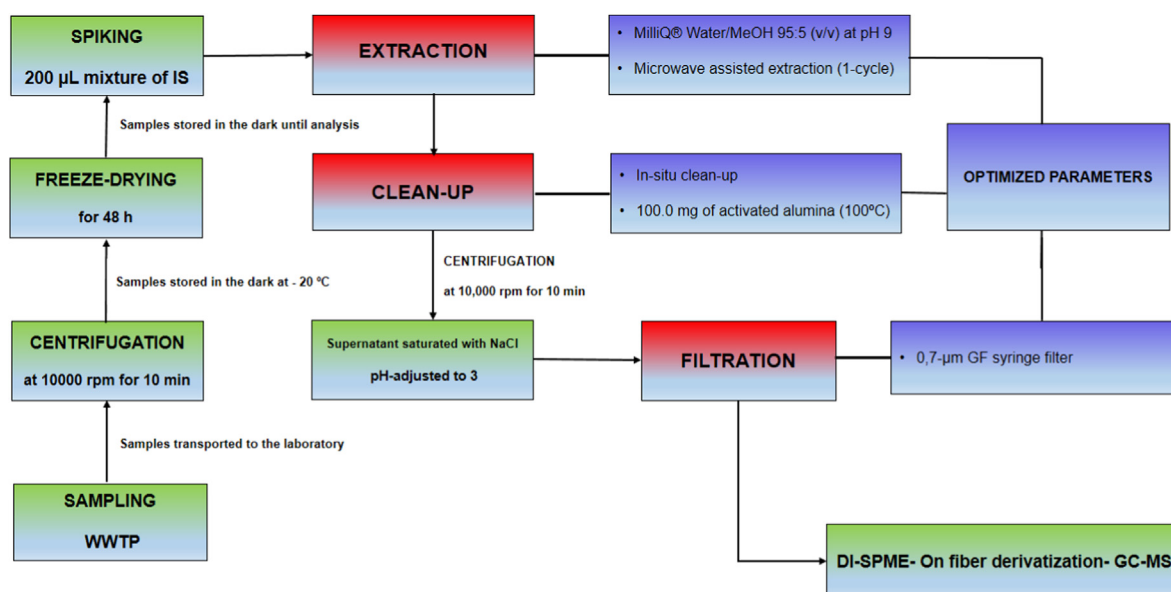 SPIKING
200 µL mixture of IS
EXTRACTION
• MilliQ® Water/MeOH 95:5 (v/v) at pH 9
• Microwave assisted extraction (1-cycle)
Samples stored in the dark until analysis
FREEZE-DRYING
for 48 h
CLEAN-UP
• In-situ clean-up
• 100.0 mg of activated alumina (100ºC)
OPTIMIZED PARAMETERS
Samples stored in the dark at - 20 ºC
CENTRIFUGATION
at 10,000 rpm for 10 min
CENTRIFUGATION
at 10000 rpm for 10 min
Supernatant saturated with NaCl
pH-adjusted to 3
FILTRATION
• 0,7-µm GF syringe filter
Samples transported to the laboratory
SAMPLING
WWTP
DI-SPME- On fiber derivatization- GC-MS